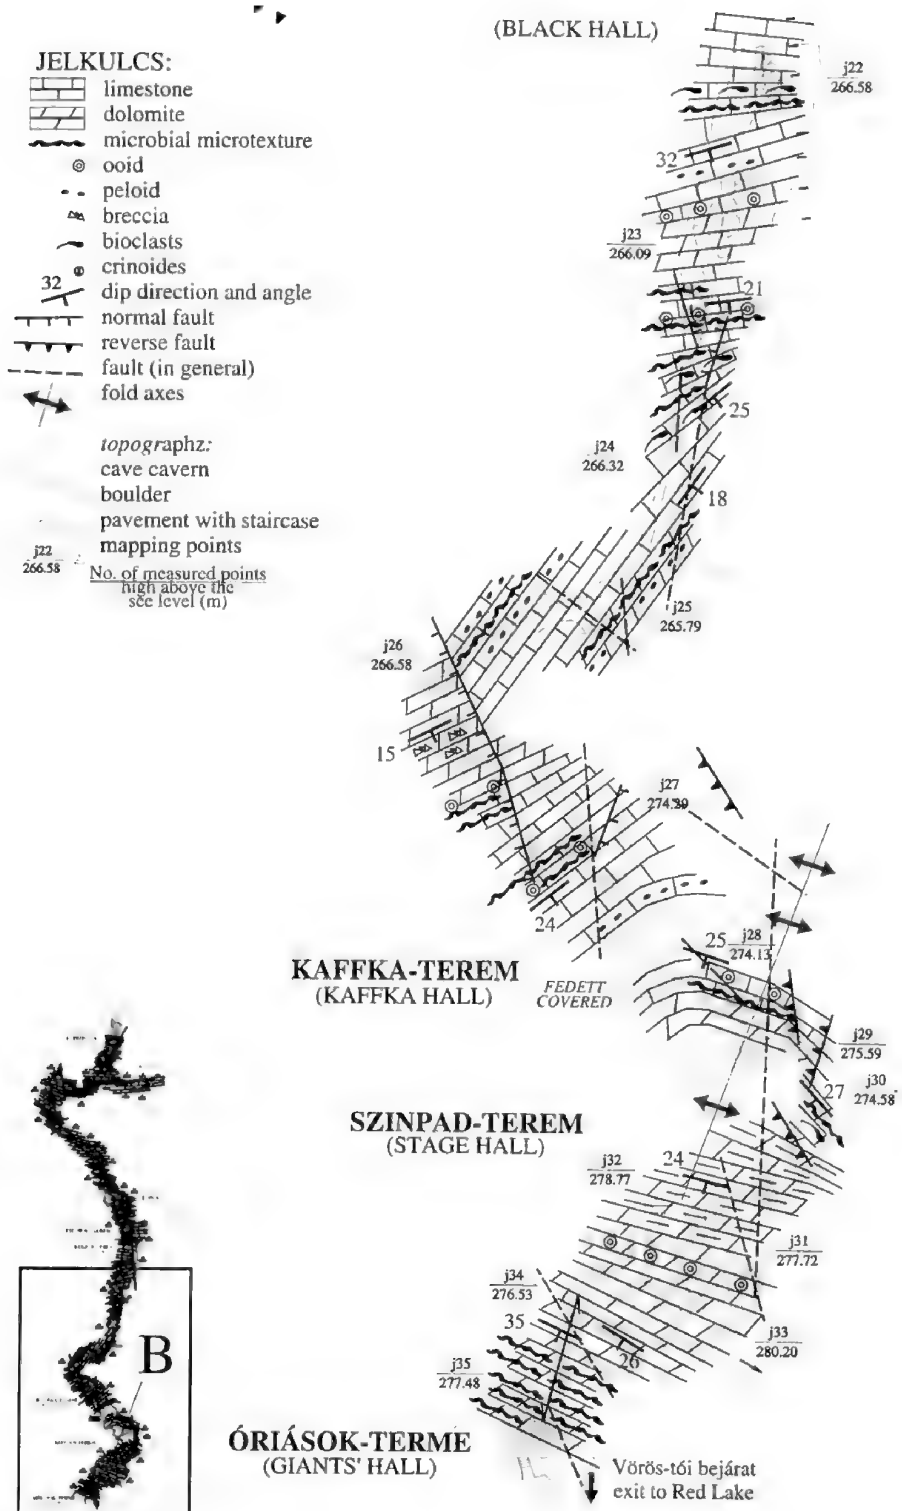 (BLACK HALL)
JELKULCS:
limestone
dolomite
microbial microtexture
ooid
peloid
breccia
bioclasts
crinoides
32
dip direction and angle
normal fault
reverse fault
fault (in general)
fold axes
topographz:
cave cavern
boulder
pavement with staircase
mapping points
j22
266.58
No. of measured points
high above the
see level (m)
j22
266.58
32
j23
266.09
21
25
j24
266.32
18
j25
265.79
j26
266.58
15
j27
274.29
24
KAFFKA-TEREM
(KAFFKA HALL)
FEDETT
COVERED
25
j28
274.13
j29
275.59
27
j30
274.58
SZINPAD-TEREM
(STAGE HALL)
j32
278.77
24
j31
277.72
j34
276.53
35
j33
280.20
26
j35
277.48
B
ÓRIÁSOK-TERME
(GIANTS' HALL)
Vörös-tói bejárat
exit to Red Lake